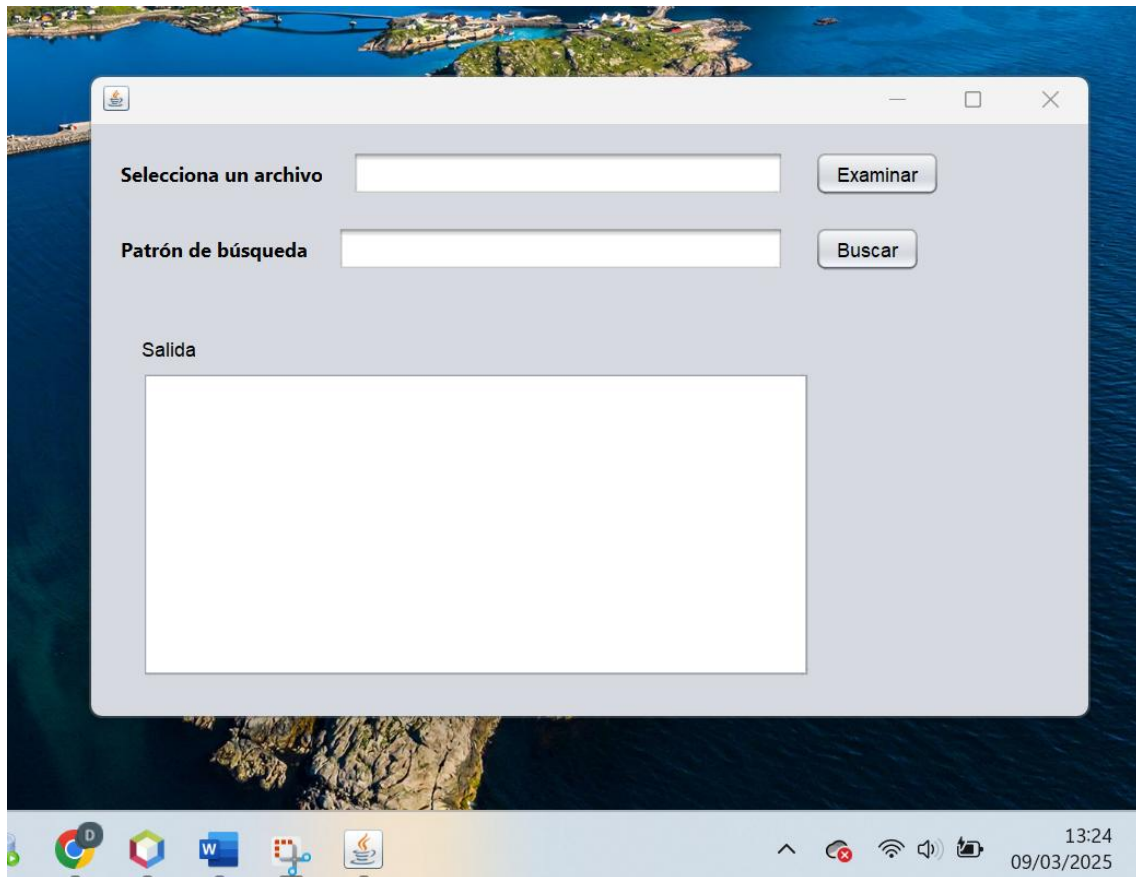 Selecciona un archivo
Examinar
Patrón de búsqueda
Buscar
Salida
D
W
13:24
09/03/2025